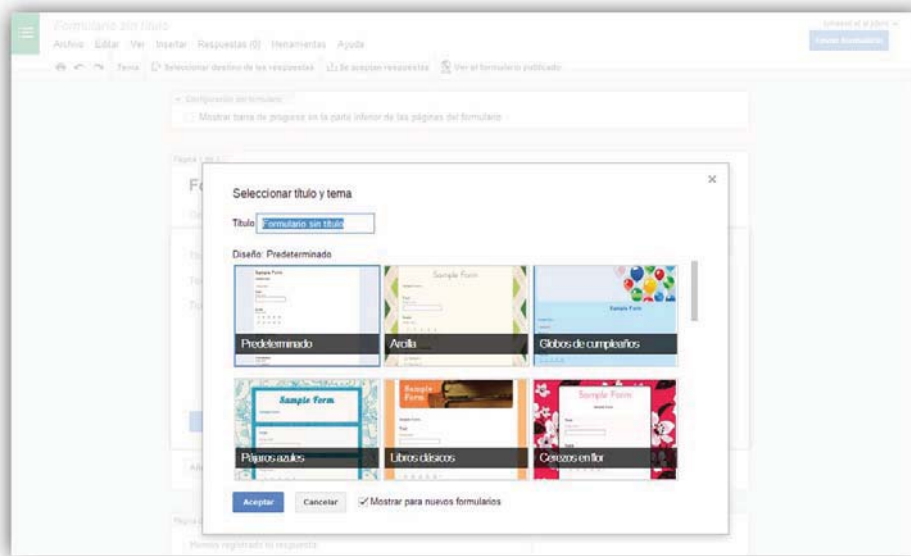 Formulario sin título
Archivo Editar Ver Insertar Respuestas (0) Herramientas Ayuda
Enviar formulario
Tema Seleccionar destino de las respuestas Se aceptan respuestas Ver el formulario publicado
Configuración del formulario
Mostrar barra de progreso en la parte inferior de las páginas del formulario
Seleccionar título y tema
Título Formulario sin título
Diseño: Predeterminado
Sample Form
Predeterminado
Sample Form
Arcilla
Sample Form
Globos de cumpleaños
Sample Form
Pájaros azules
Sample Form
Libros clásicos
Sample Form
Cerezos en flor
Aceptar Cancelar Mostrar para nuevos formularios
Hemos registrado tu respuesta